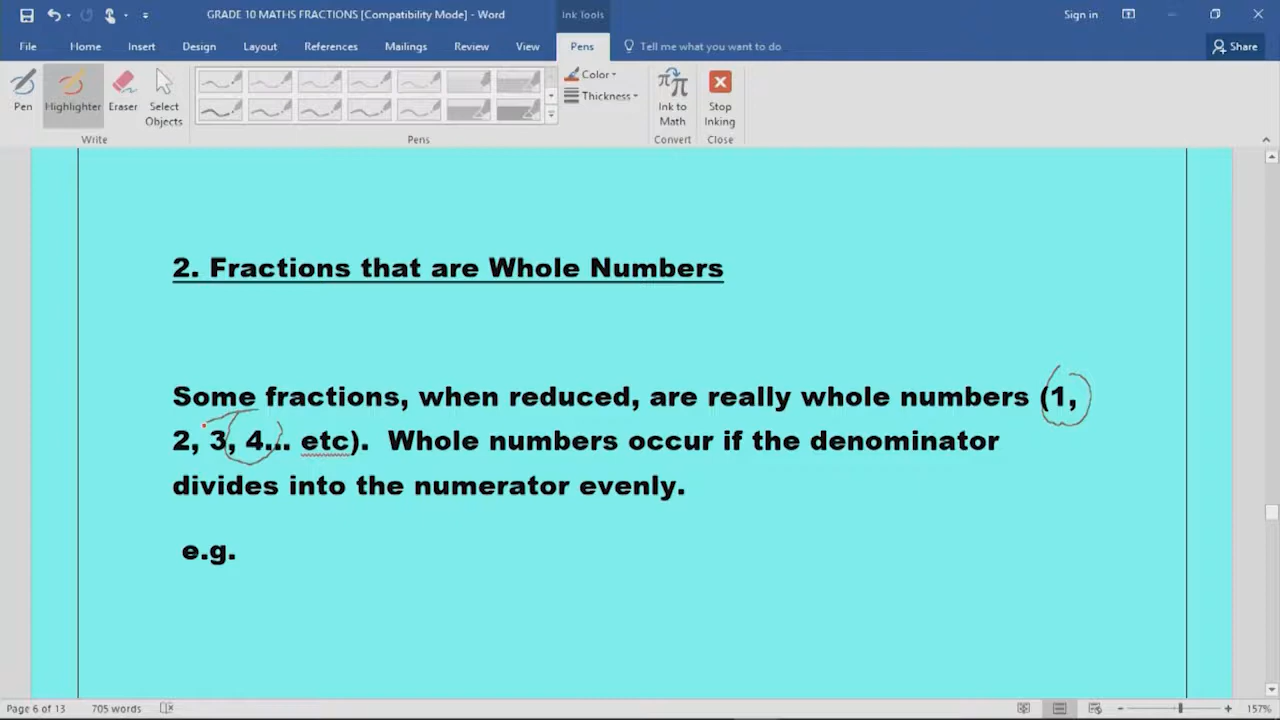 GRADE 10 MATHS FRACTIONS [Compatibility Mode] - Word
Ink Tools
Sign in
File Home Insert Design Layout References Mailings Review View Pens Tell me what you want to do Share
Pen Highlighter Eraser Select Objects
Color
Thickness
Ink to Math
Stop Inking
Write Pens Convert Close
2. Fractions that are Whole Numbers
Some fractions, when reduced, are really whole numbers (1,
2, 3, 4... etc). Whole numbers occur if the denominator
divides into the numerator evenly.
e.g.
Page 6 of 13 705 words 157%